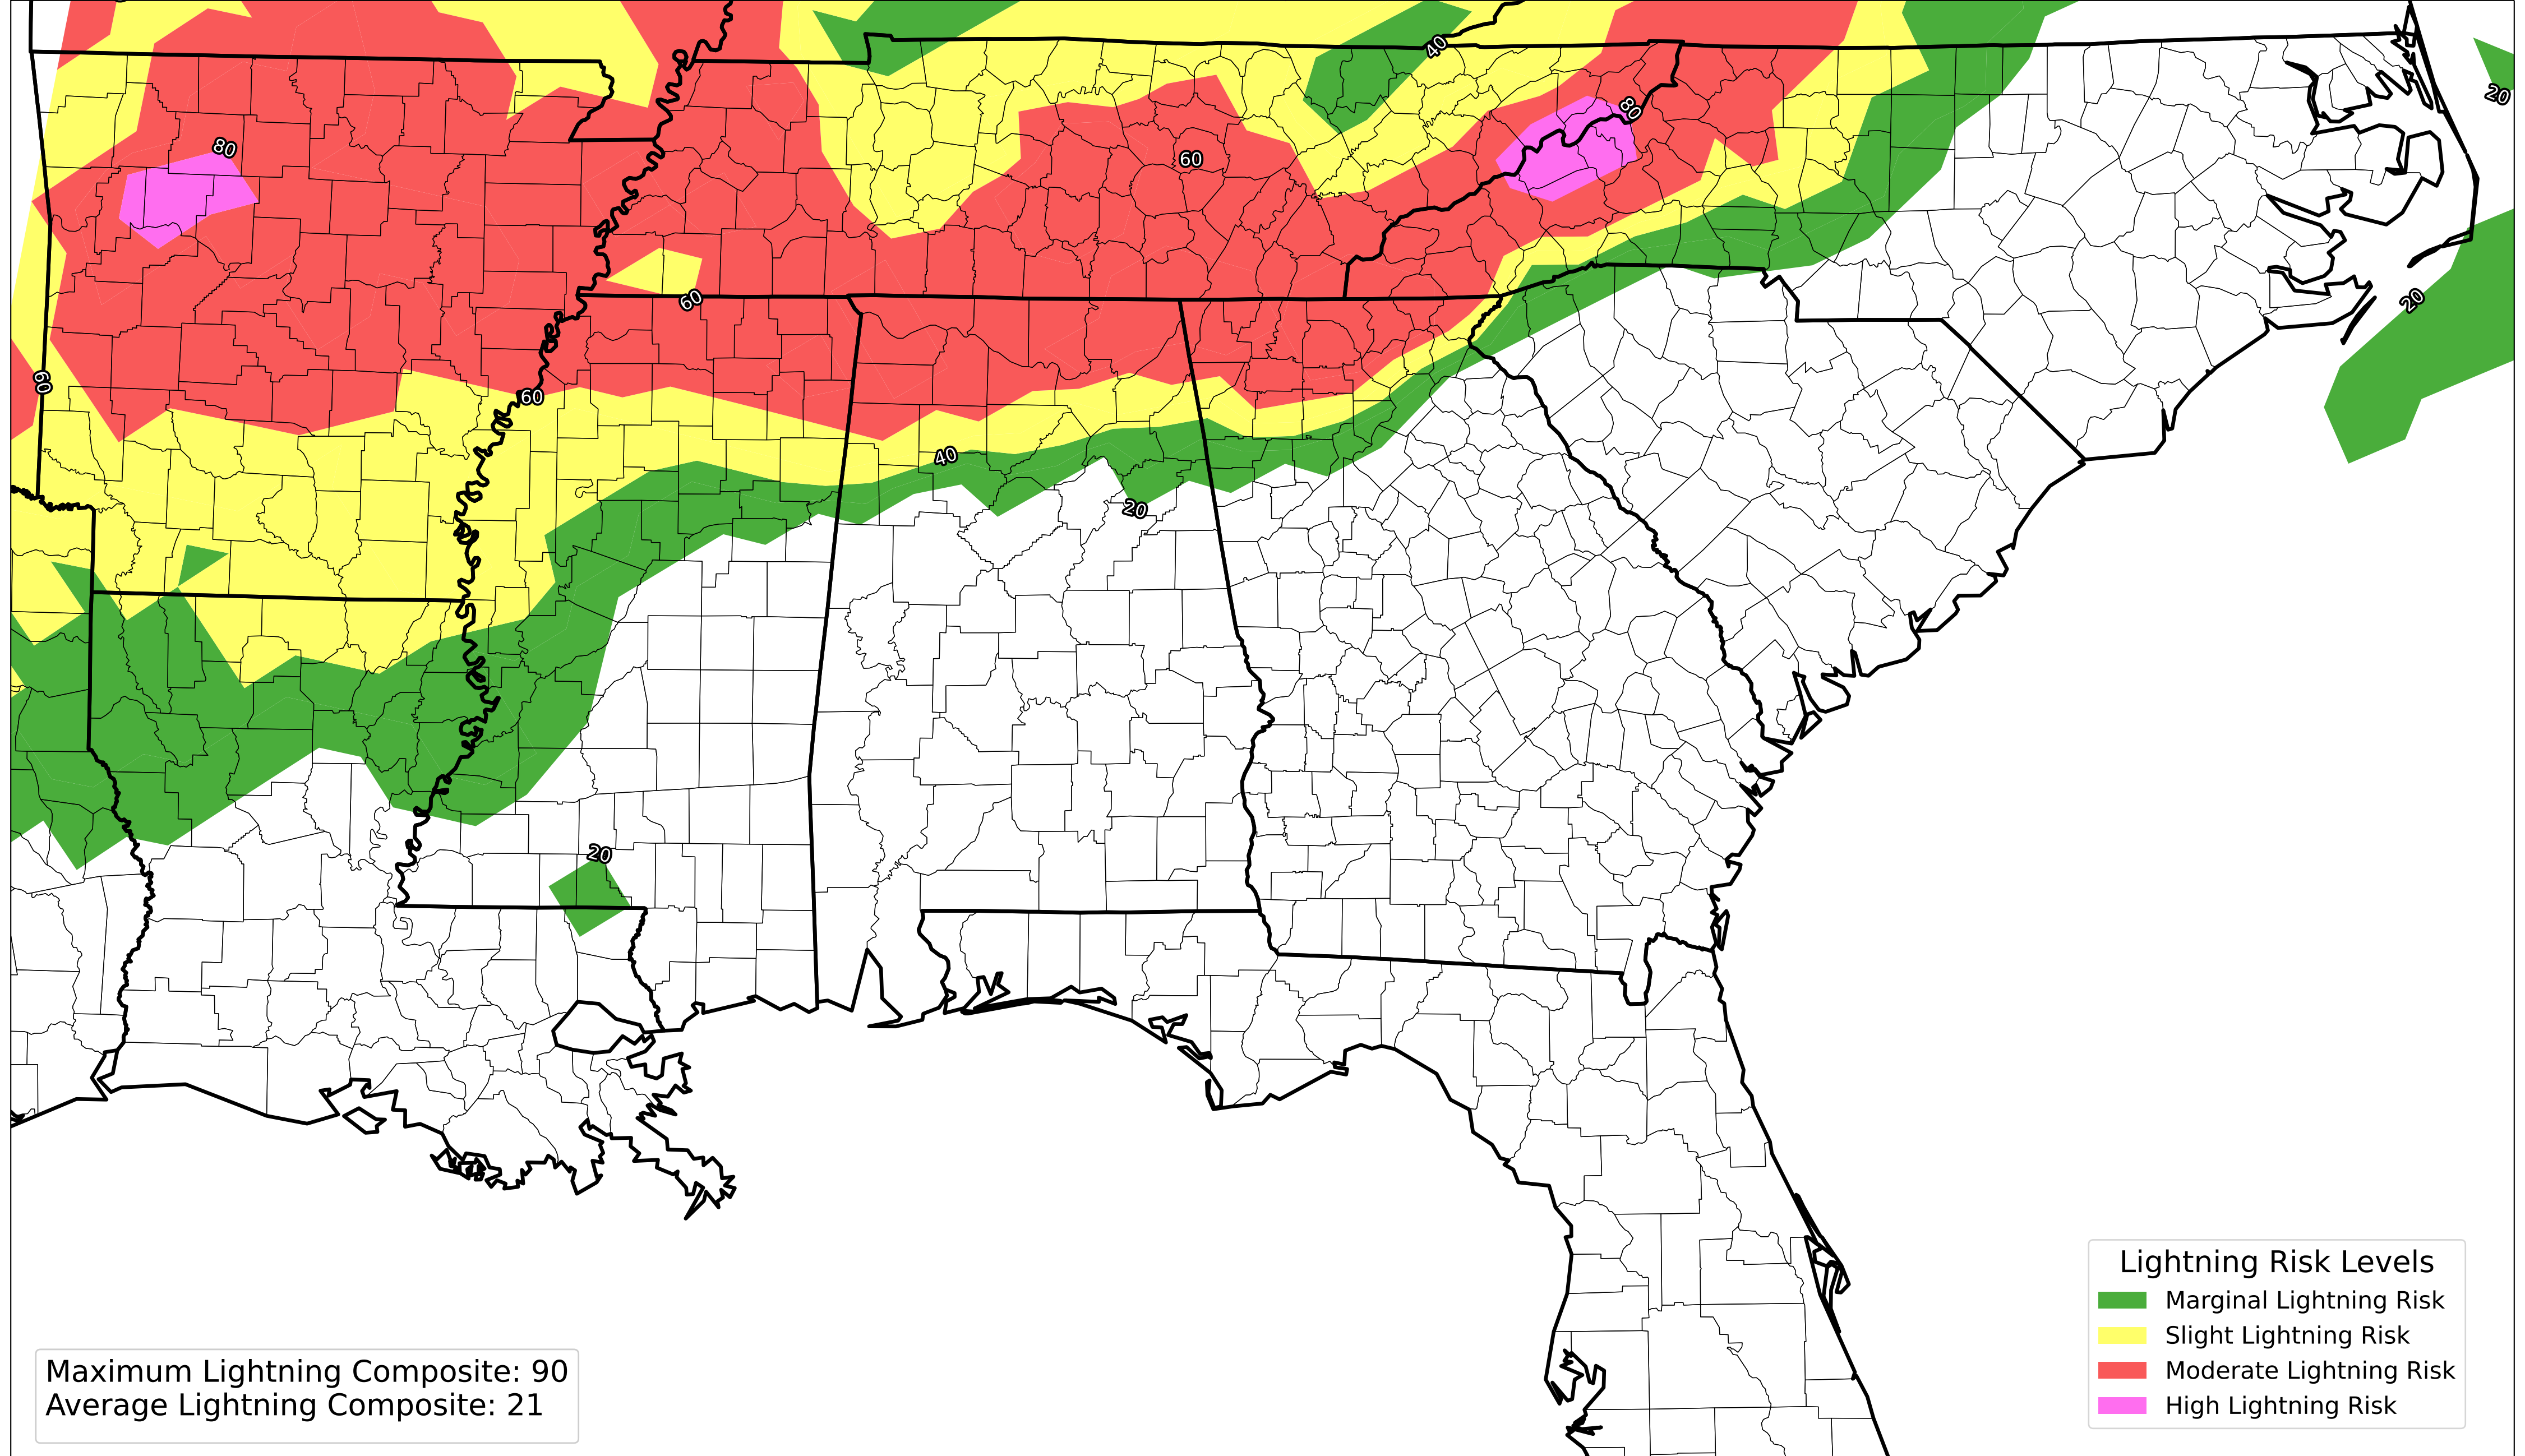 40
20
80
80
60
60
20
60
60
40
20
20
Lightning Risk Levels
Marginal Lightning Risk
Slight Lightning Risk
Moderate Lightning Risk
High Lightning Risk
Maximum Lightning Composite: 90
Average Lightning Composite: 21